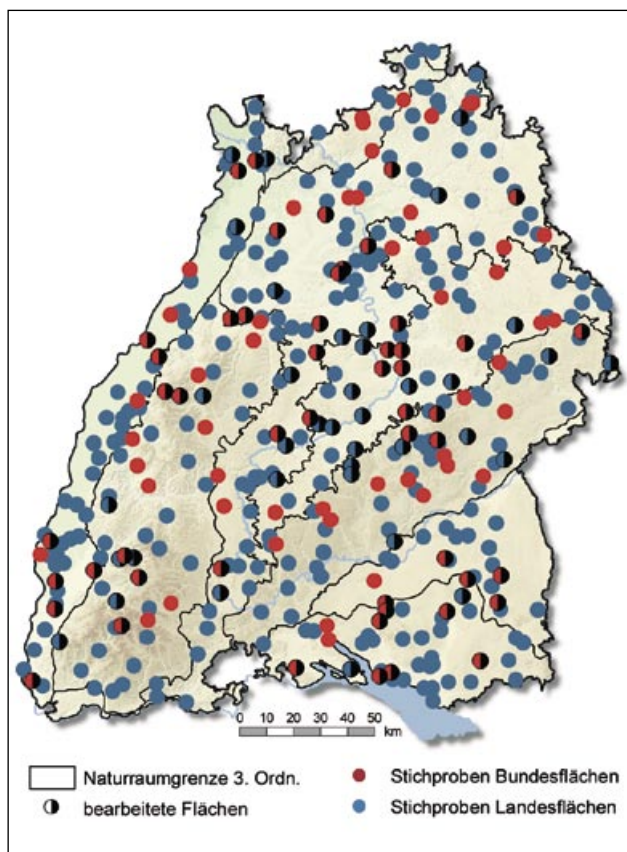 0 10 20 30 40 50
km
Naturraumgrenze 3. Ordn.
bearbeitete Flächen
Stichproben Bundesflächen
Stichproben Landesflächen